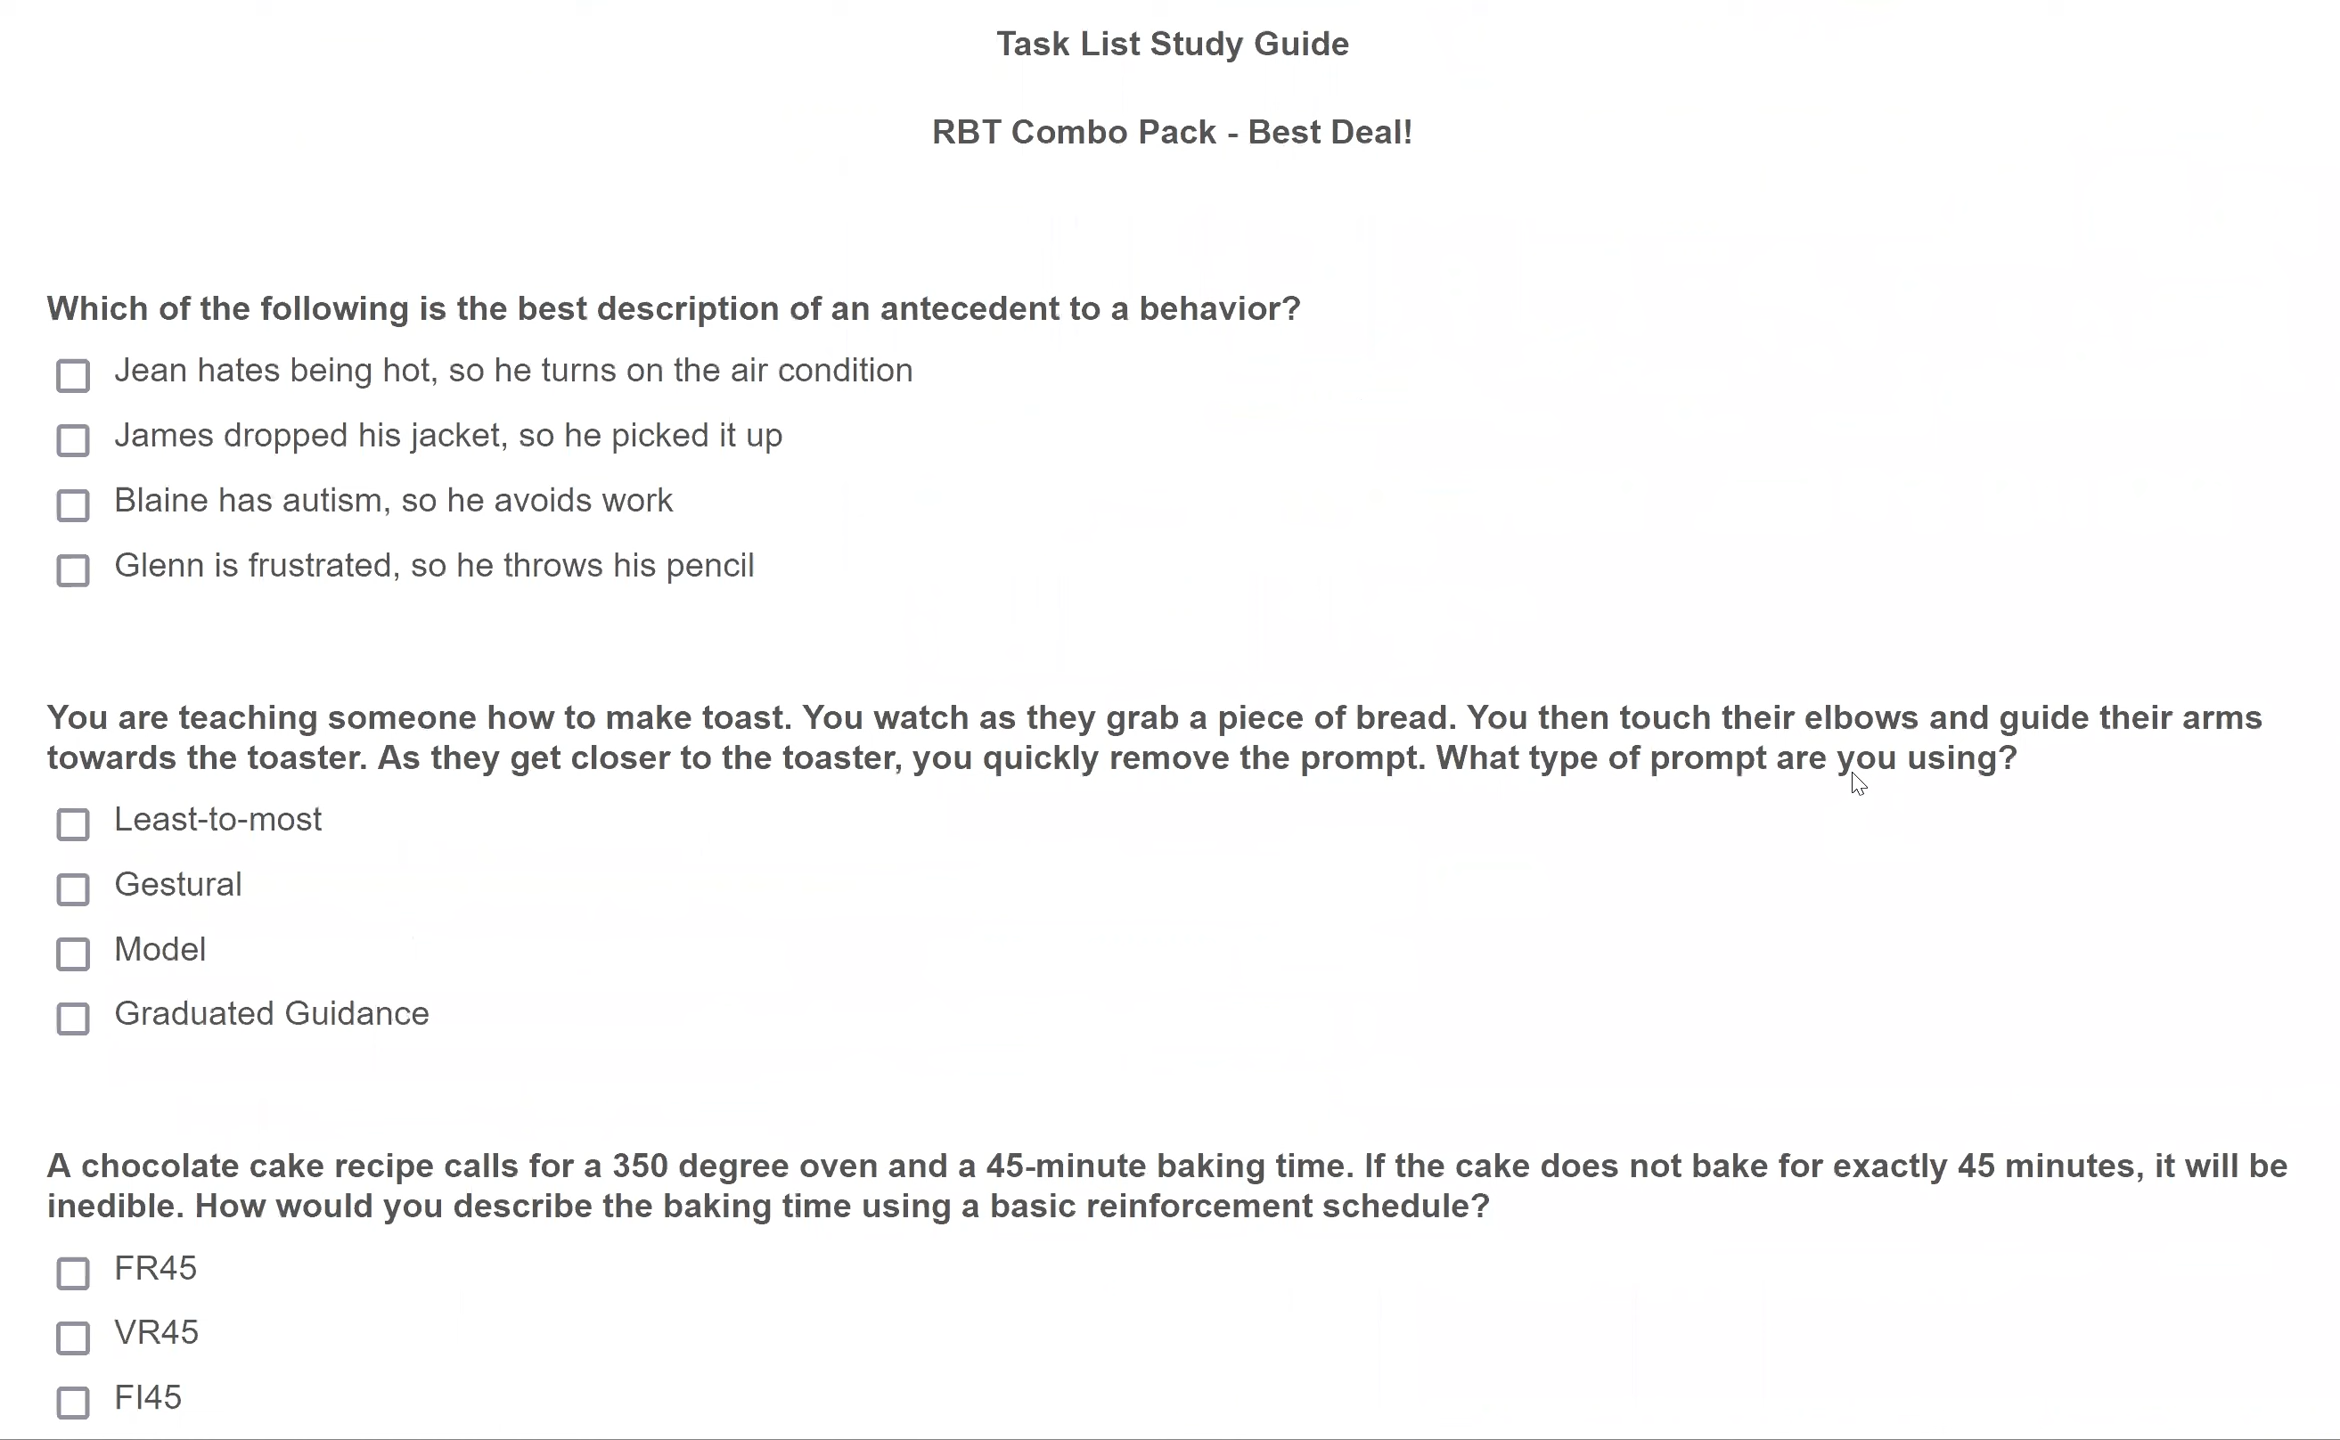 Task List Study Guide
RBT Combo Pack - Best Deal!
Which of the following is the best description of an antecedent to a behavior?
Jean hates being hot, so he turns on the air condition
James dropped his jacket, so he picked it up
Blaine has autism, so he avoids work
Glenn is frustrated, so he throws his pencil
You are teaching someone how to make toast. You watch as they grab a piece of bread. You then touch their elbows and guide their arms
towards the toaster. As they get closer to the toaster, you quickly remove the prompt. What type of prompt are you using?
Least-to-most
Gestural
Model
Graduated Guidance
A chocolate cake recipe calls for a 350 degree oven and a 45-minute baking time. If the cake does not bake for exactly 45 minutes, it will be
inedible. How would you describe the baking time using a basic reinforcement schedule?
FR45
VR45
FI45